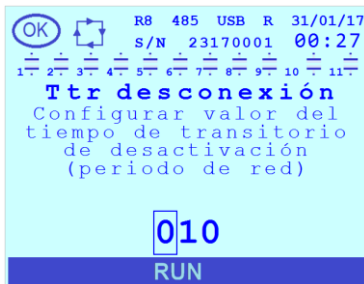 OK R8 485 USB R 31/01/17
S/N 23170001 00:27
1 2 3 4 5 6 7 8 9 10 11
Ttr desconexión
Configurar valor del
tiempo de transitorio
de desactivación
(periodo de red)
010
RUN